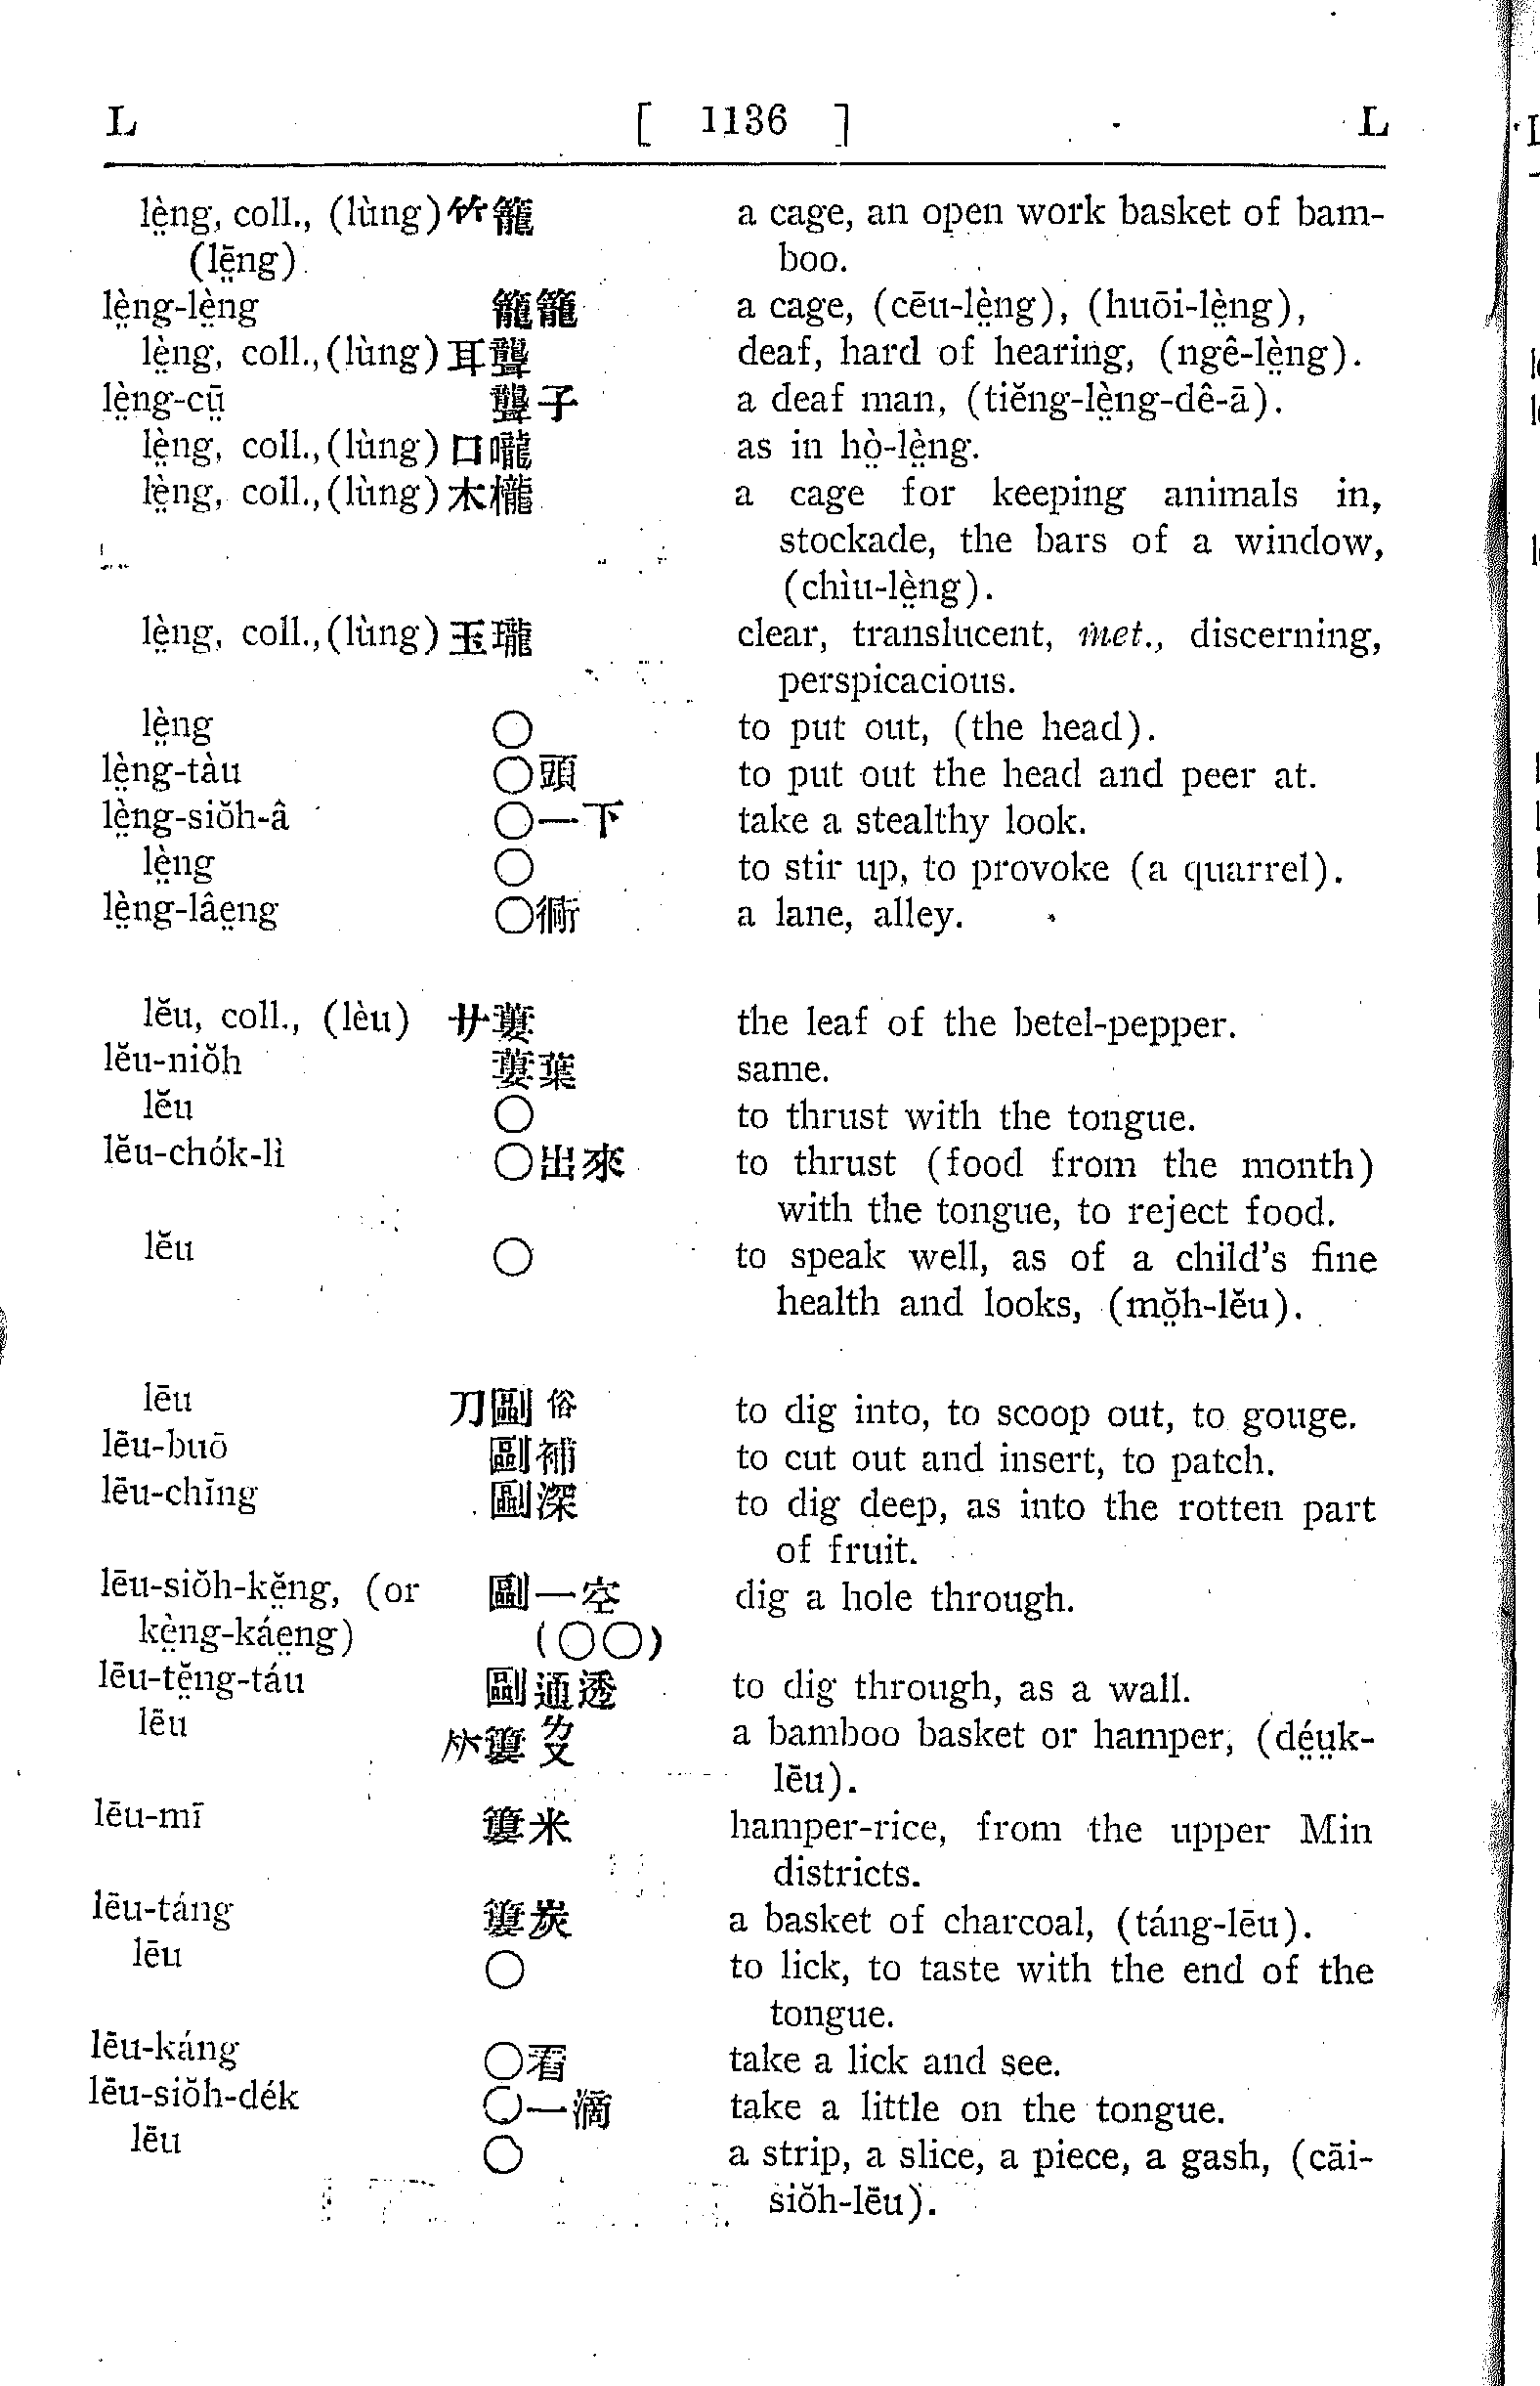 L [ 1136 ] L
lè̤ng, coll., (lùng) 竹籠 a cage, an open work basket of bam-
(lē̤ng) boo.
lè̤ng-lè̤ng 籠籠 a cage, (cēu-lè̤ng), (huōi-lè̤ng),
lè̤ng, coll., (lùng) 耳聾 deaf, hard of hearing, (ngê-lè̤ng).
lè̤ng-cṳ̄ 聾子 a deaf man, (tiĕng-lè̤ng-dê-ā).
lè̤ng, coll., (lùng) 口嚨 as in hò̤-lè̤ng.
lè̤ng, coll., (lùng) 木櫳 a cage for keeping animals in,
stockade, the bars of a window,
(chìu-lè̤ng).
lè̤ng, coll., (lùng) 玉瓏 clear, translucent, met., discerning,
perspicacious.
lè̤ng ○ to put out, (the head).
lè̤ng-tàu ○頭 to put out the head and peer at.
lè̤ng-siŏh-â ○一下 take a stealthy look.
lè̤ng ○ to stir up, to provoke (a quarrel).
lè̤ng-lâe̤ng ○衕 a lane, alley.
lĕu, coll., (lèu) 艹蔞 the leaf of the betel-pepper.
lĕu-niŏh 蔞葉 same.
lĕu ○ to thrust with the tongue.
lĕu-chók-lì ○出來 to thrust (food from the month)
with the tongue, to reject food.
lĕu ○ to speak well, as of a child's fine
health and looks, (mŏ̤h-lĕu).
lēu 刀剾 俗 to dig into, to scoop out, to gouge.
lēu-buō 剾補 to cut out and insert, to patch.
lēu-chĭng 剾深 to dig deep, as into the rotten part
of fruit.
lēu-siŏh-kĕ̤ng, (or 剾一空 dig a hole through.
kè̤ng-káe̤ng) (○○)
lēu-tĕ̤ng-táu 剾通透 to dig through, as a wall.
lēu 竹簍 ㄌㄡ a bamboo basket or hamper, (dé̤ṳk-
lēu).
lēu-mī 簍米 hamper-rice, from the upper Min
districts.
lēu-táng 簍炭 a basket of charcoal, (táng-lēu).
lēu ○ to lick, to taste with the end of the
tongue.
lēu-káng ○看 take a lick and see.
lēu-siŏh-dék ○一滴 take a little on the tongue.
lēu ○ a strip, a slice, a piece, a gash, (cāi-
siŏh-lēu).